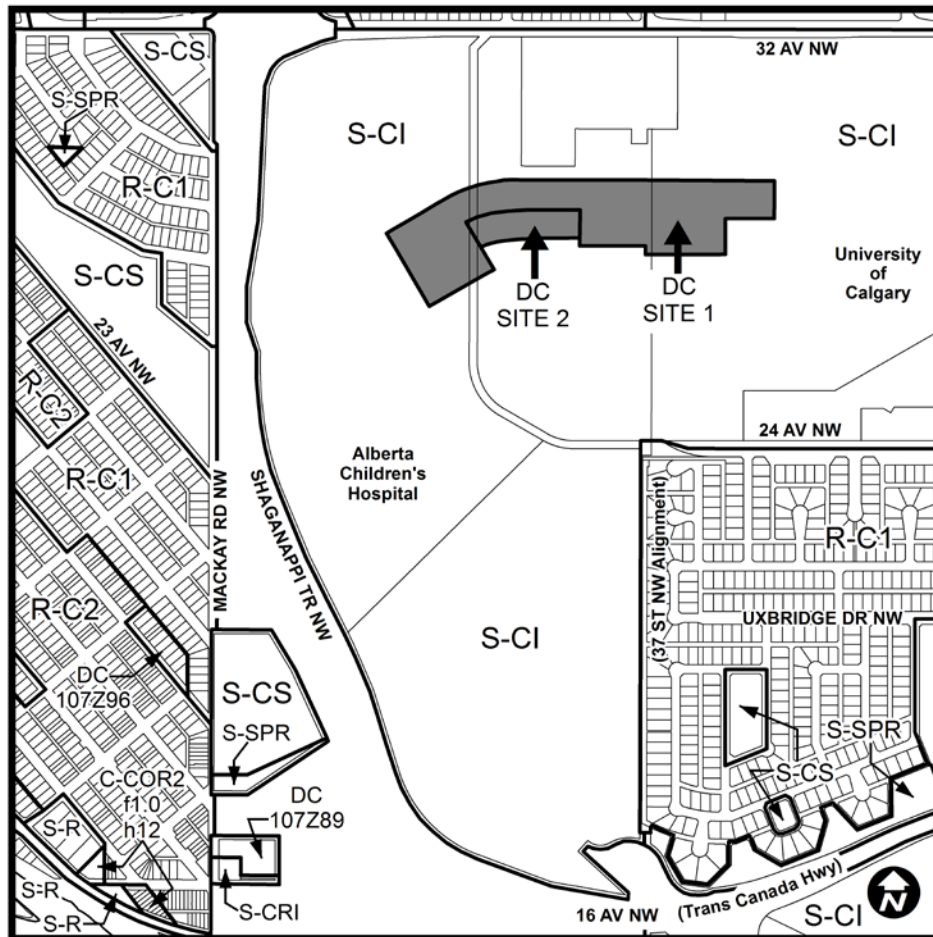 S-CS
32 AV NW
S-SPR
S-CI
S-CI
R-C1
University
of
Calgary
DC
SITE 2
DC
SITE 1
S-CS
23 AV NW
R-C2
24 AV NW
Alberta
Children's
Hospital
R-C1
MACKAY RD NW
SHAGANAPPI TR NW
(37 ST NW Alignment)
R-C1
R-C2
UXBRIDGE DR NW
S-CI
DC
107Z96
S-CS
S-SPR
S-SPR
S-CS
C-COR2
f1.0
h12
S-R
DC
107Z89
S-R
S-R
S-CRI
16 AV NW
(Trans Canada Hwy)
S-CI
N